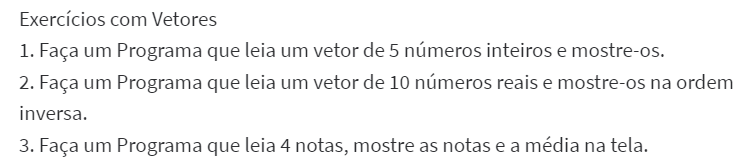 Exercícios com Vetores
1. Faça um Programa que leia um vetor de 5 números inteiros e mostre-os.
2. Faça um Programa que leia um vetor de 10 números reais e mostre-os na ordem
inversa.
3. Faça um Programa que leia 4 notas, mostre as notas e a média na tela.